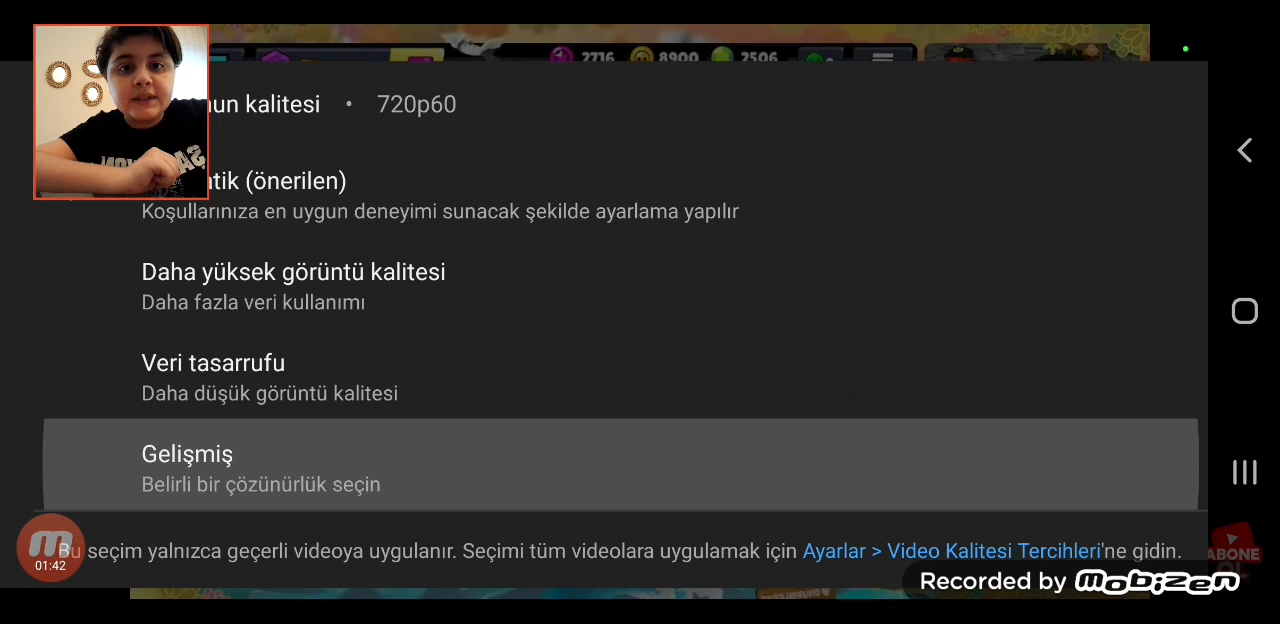 2716 8900 2506
nun kalitesi • 720p60
atik (önerilen)
Koşullarınıza en uygun deneyimi sunacak şekilde ayarlama yapılır
Daha yüksek görüntü kalitesi
Daha fazla veri kullanımı
Veri tasarrufu
Daha düşük görüntü kalitesi
Gelişmiş
Belirli bir çözünürlük seçin
Bu seçim yalnızca geçerli videoya uygulanır. Seçimi tüm videolara uygulamak için Ayarlar > Video Kalitesi Tercihleri'ne gidin.
01:42
ABONE
OL
Recorded by mobizen